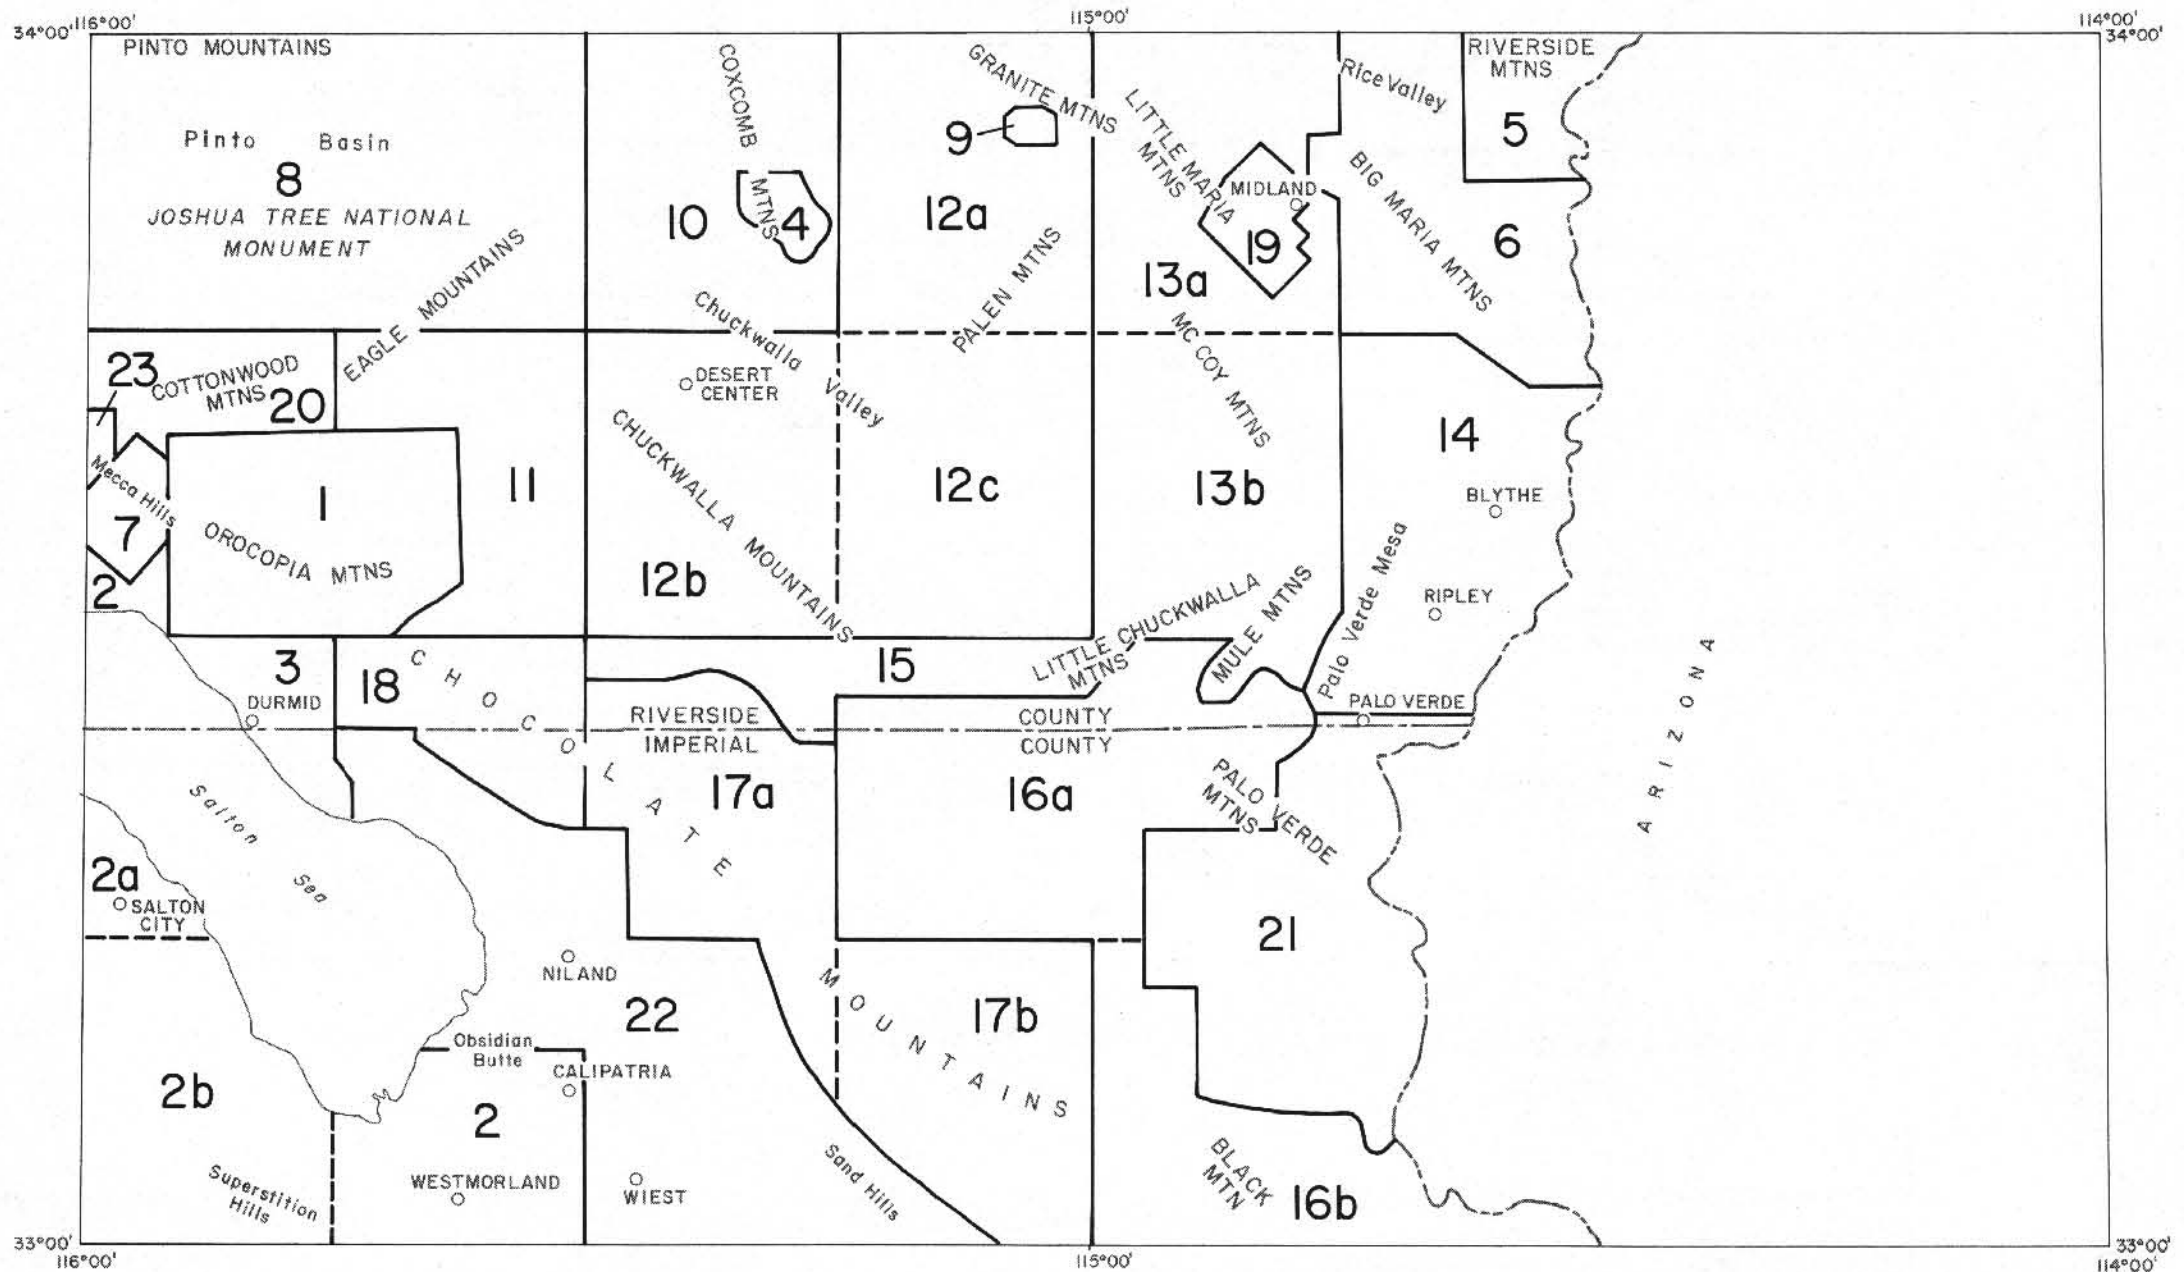 116°00'
115°00'
114°00'
34°00'
34°00'
PINTO MOUNTAINS
COXCOMB
MTNS
GRANITE MTNS
LITTLE MARIA
MTNS
Rice Valley
RIVERSIDE
MTNS
5
Pinto Basin
8
JOSHUA TREE NATIONAL
MONUMENT
9
10
4
12a
MIDLAND
19
13a
BIG MARIA MTNS
6
EAGLE MOUNTAINS
PALEN MTNS
23
COTTONWOOD
MTNS
20
Chuckwalla Valley
DESERT
CENTER
MC COY MTNS
14
Mecca Hills
7
1
OROCOPIA MTNS
11
CHUCKWALLA MOUNTAINS
12b
12c
13b
BLYTHE
Palo Verde Mesa
RIPLEY
2
3
DURMID
18
15
LITTLE CHUCKWALLA
MTNS
MULE MTNS
PALO VERDE
RIVERSIDE COUNTY
IMPERIAL COUNTY
CHOCOLATE
MOUNTAINS
ARIZONA
Salton
Sea
17a
16a
PALO VERDE
MTNS
2a
SALTON
CITY
NILAND
22
17b
21
Obsidian
Butte
CALIPATRIA
2b
2
WESTMORLAND
WIEST
Superstition
Hills
Sand Hills
BLACK
MTN
16b
33°00'
33°00'
116°00'
115°00'
114°00'